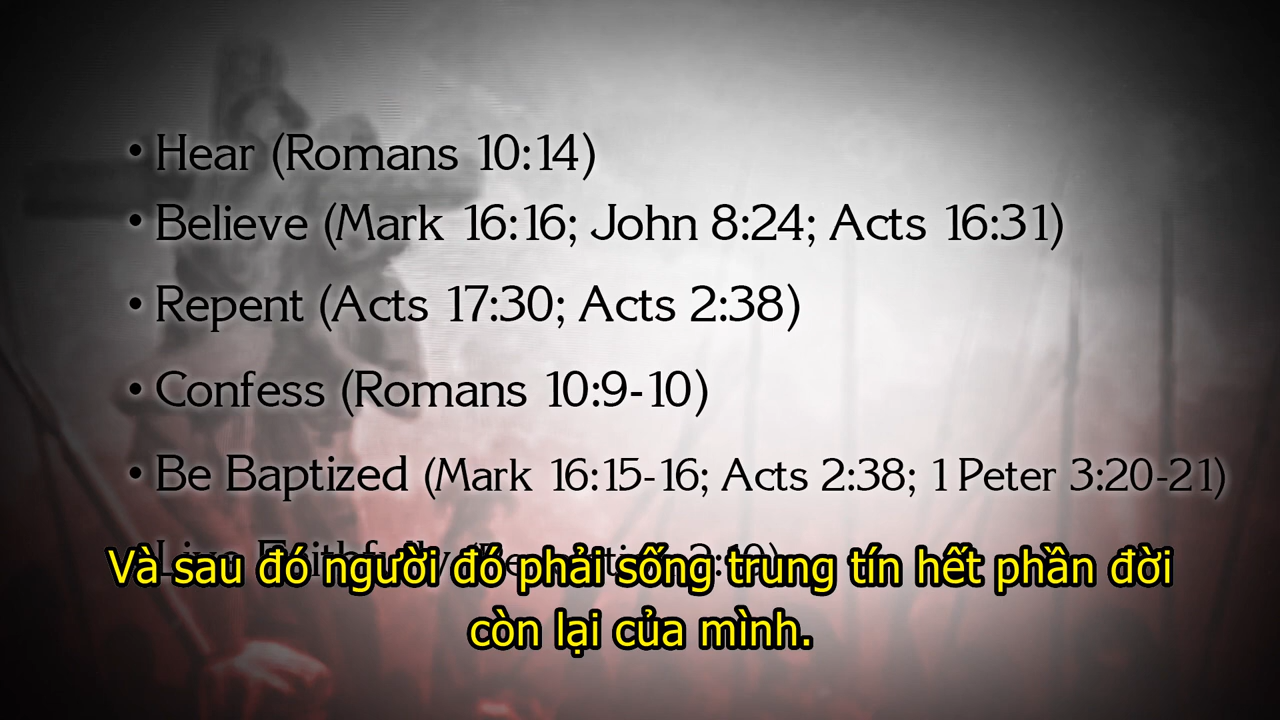 • Hear (Romans 10:14)
• Believe (Mark 16:16; John 8:24; Acts 16:31)
• Repent (Acts 17:30; Acts 2:38)
• Confess (Romans 10:9-10)
• Be Baptized (Mark 16:15-16; Acts 2:38; 1 Peter 3:20-21)
Live Faithfully
Và sau đó người đó phải sống trung tín hết phần đời
còn lại của mình.